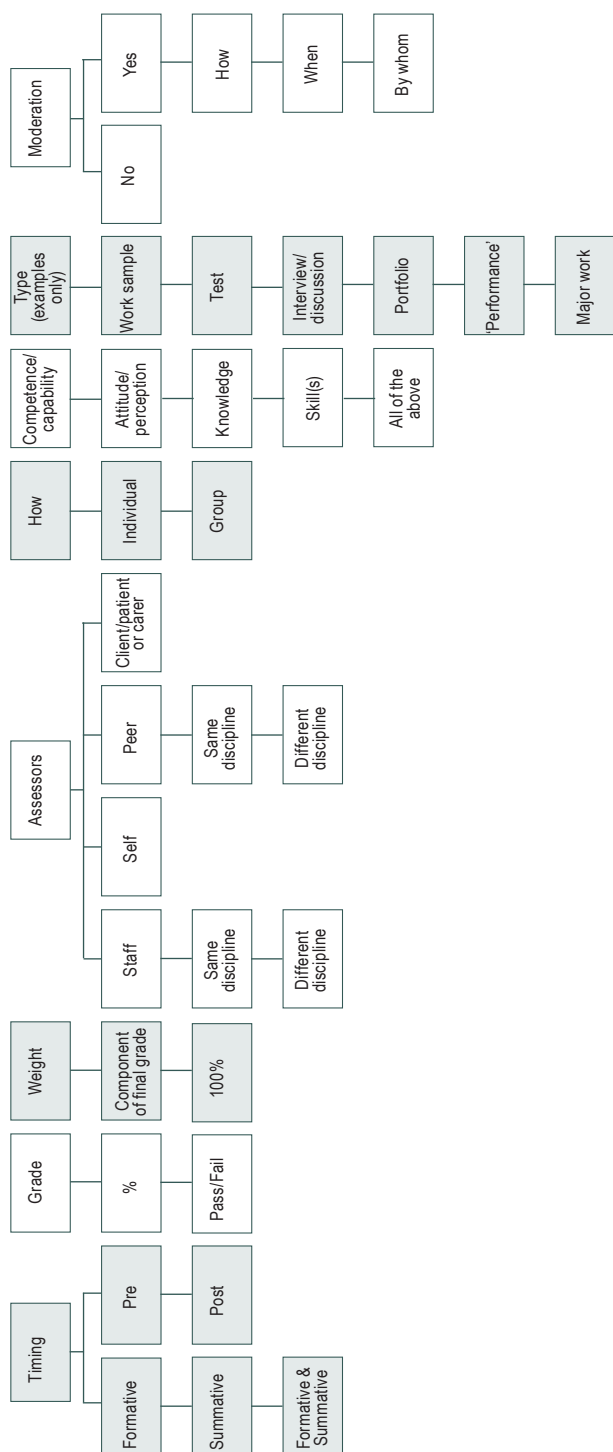 Timing
Formative
Summative
Formative &
Summative
Pre
Post
Grade
%
Pass/Fail
Weight
Component
of final grade
100%
Assessors
Staff
Same
discipline
Different
discipline
Self
Peer
Same
discipline
Different
discipline
Client/patient
or carer
How
Individual
Group
Competence/
capability
Attitude/
perception
Knowledge
Skill(s)
All of the
above
Type
(examples
only)
Work sample
Test
Interview/
discussion
Portfolio
‘Performance’
Major work
Moderation
No
Yes
How
When
By whom